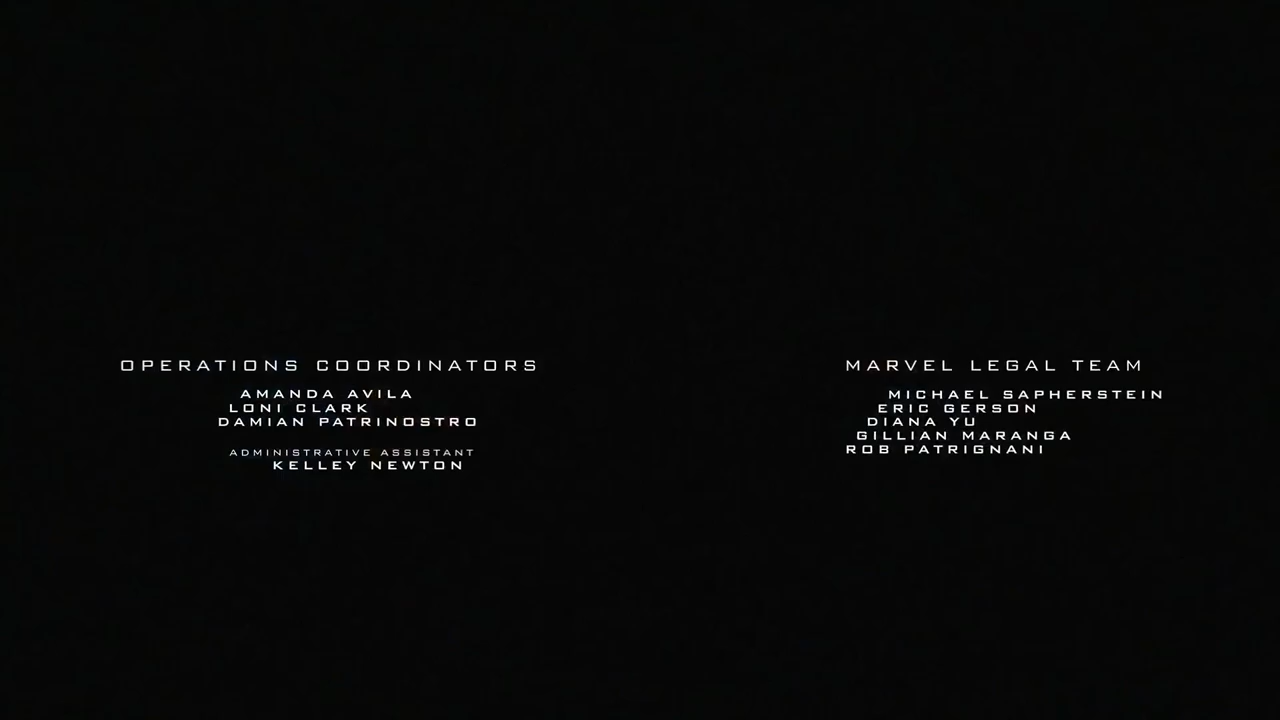 OPERATIONS COORDINATORS
AMANDA AVILA
LONI CLARK
DAMIAN PATRINOSTRO
ADMINISTRATIVE ASSISTANT
KELLEY NEWTON
MARVEL LEGAL TEAM
MICHAEL SAPHERSTEIN
ERIC GERSON
DIANA YU
GILLIAN MARANGA
ROB PATRIGNANI